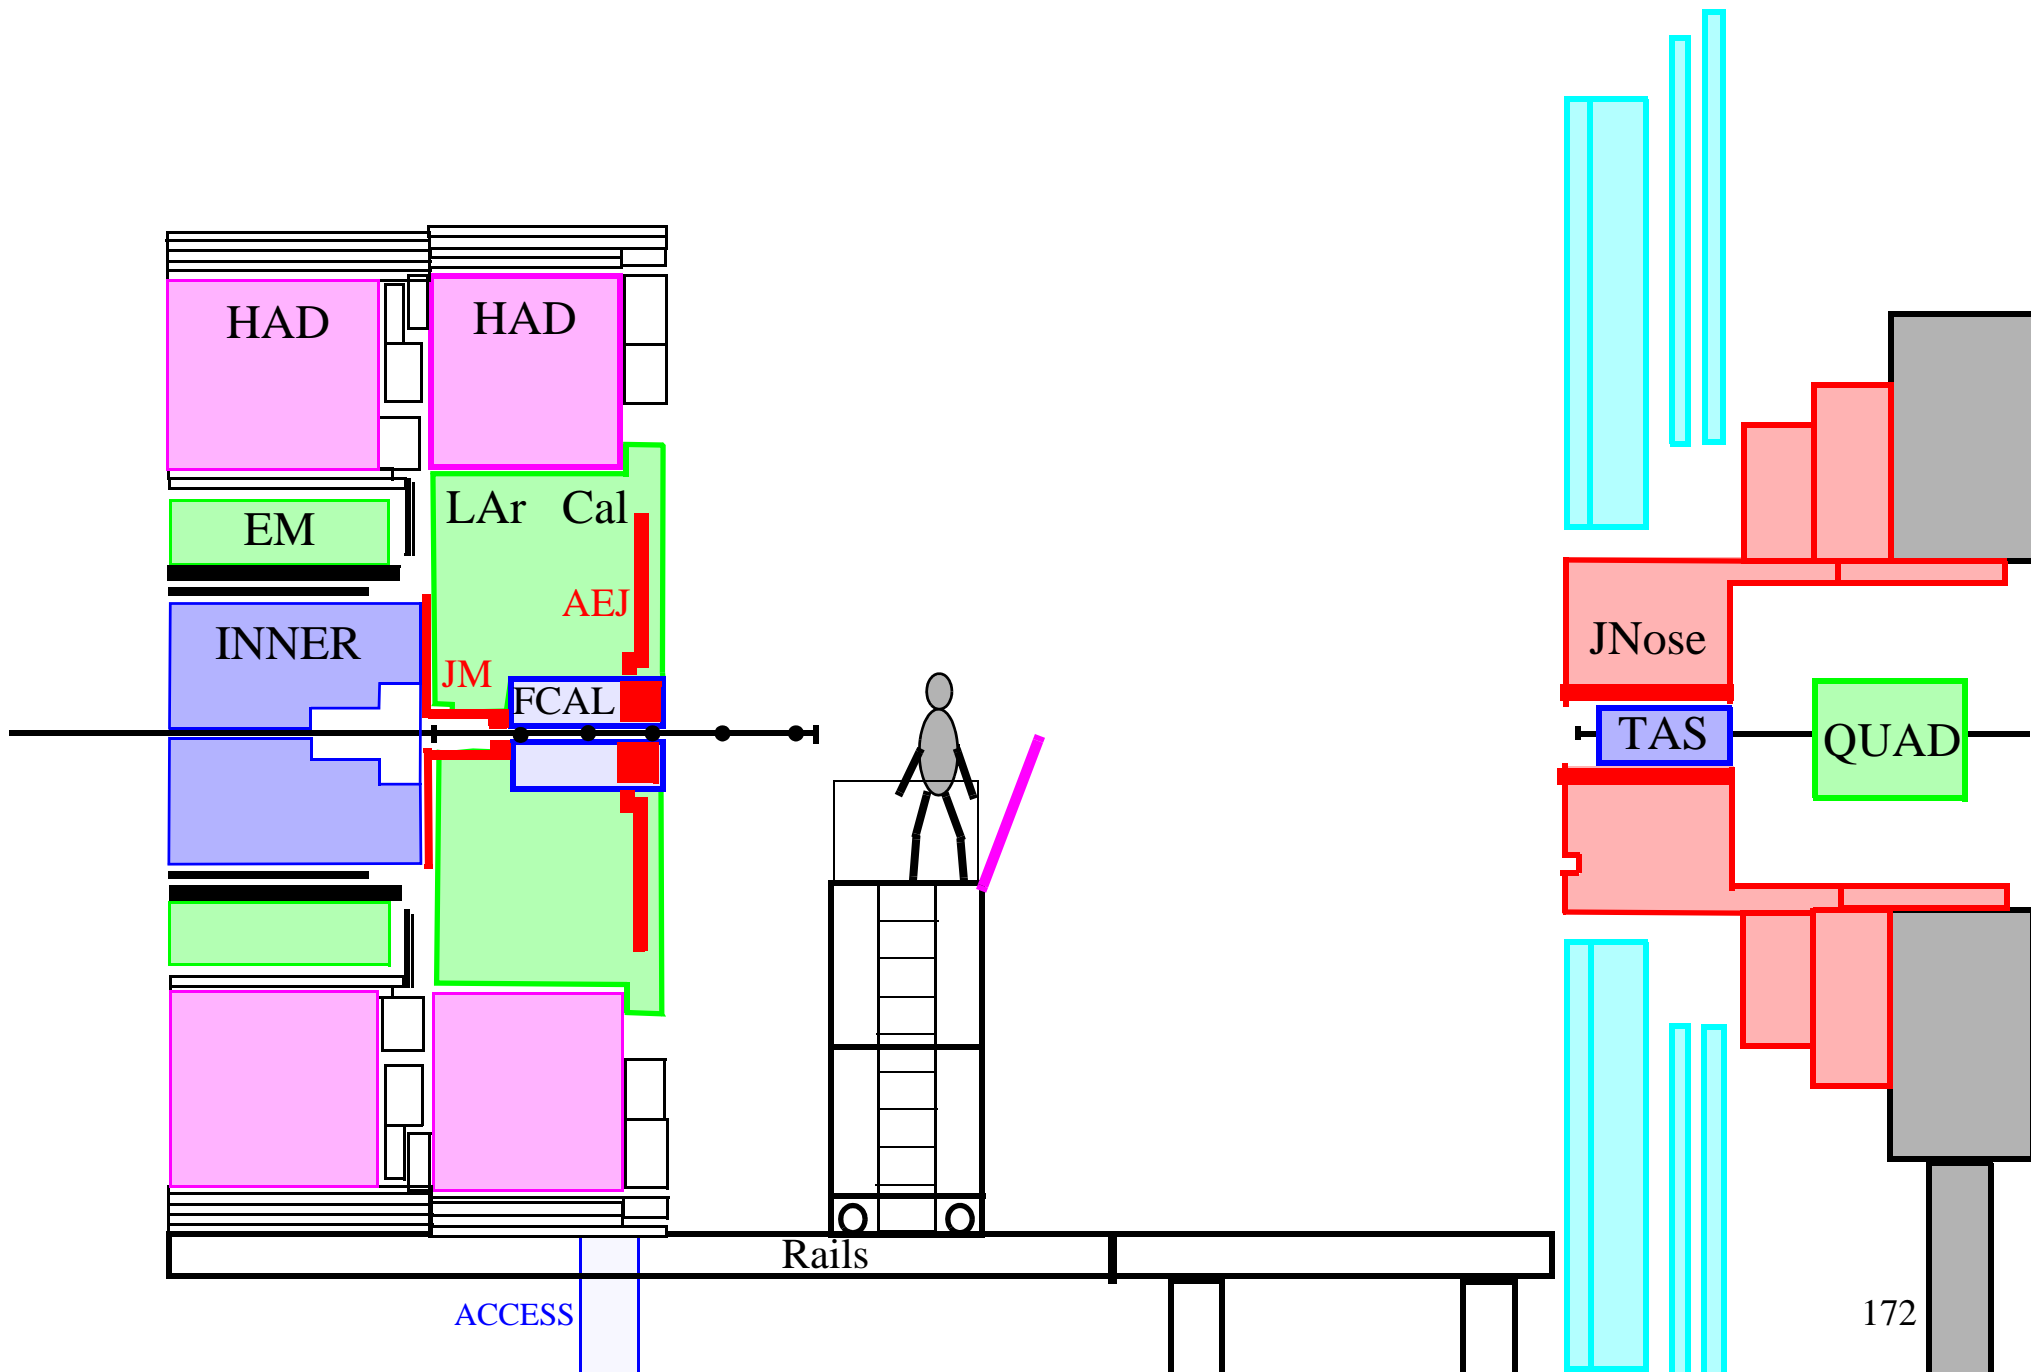 HAD HAD
LAr Cal
EM
AEJ
INNER
JNose
JM
FCAL
TAS
QUAD
Rails
ACCESS
172